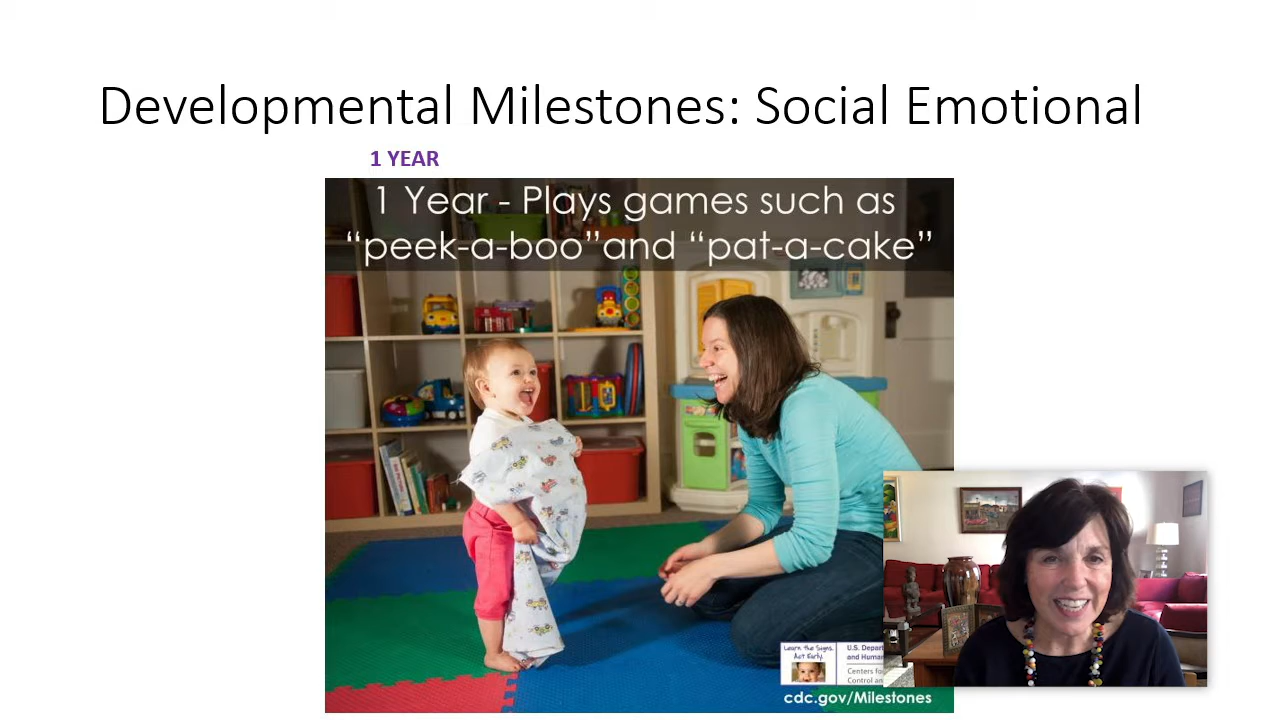 Developmental Milestones: Social Emotional
1 YEAR
1 Year - Plays games such as
“peek-a-boo”and “pat-a-cake”
Learn the Signs.
Act Early.
U.S. Depar
and Human
Centers fo
Control an
cdc.gov/Milestones